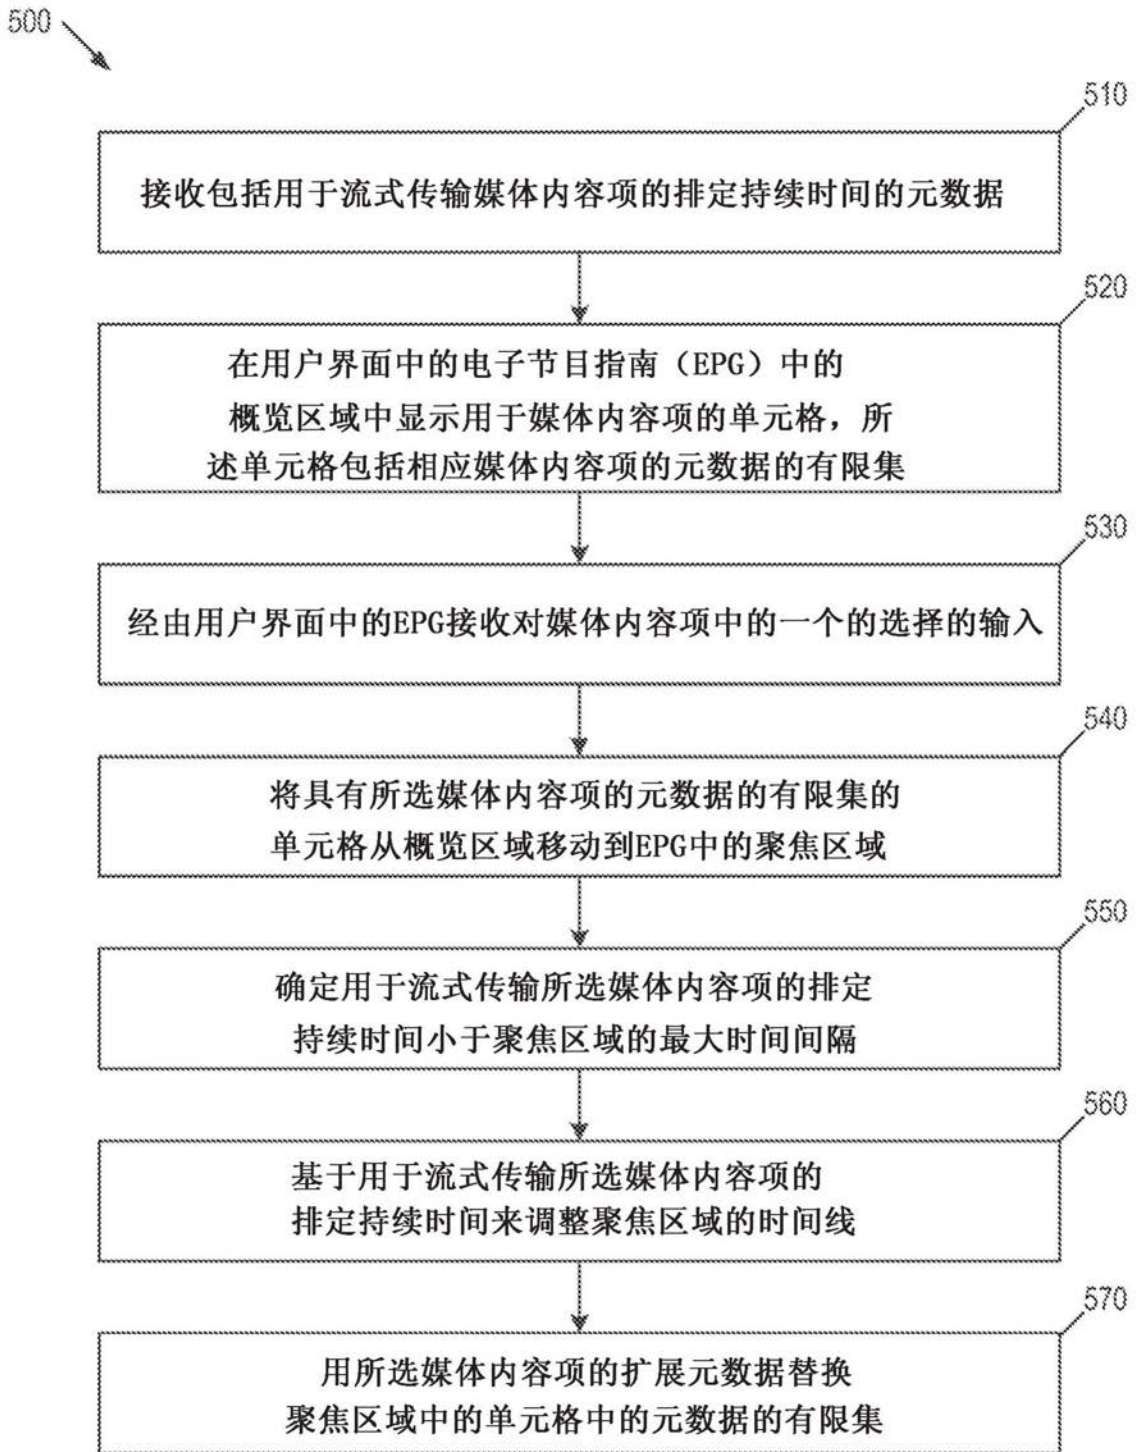 500
510
接收包括用于流式传输媒体内容项的排定持续时间的元数据
520
在用户界面中的电子节目指南（EPG）中的
概览区域中显示用于媒体内容项的单元格，所
述单元格包括相应媒体内容项的元数据的有限集
530
经由用户界面中的EPG接收对媒体内容项中的一个的选择的输入
540
将具有所选媒体内容项的元数据的有限集的
单元格从概览区域移动到EPG中的聚焦区域
550
确定用于流式传输所选媒体内容项的排定
持续时间小于聚焦区域的最大时间间隔
560
基于用于流式传输所选媒体内容项的
排定持续时间来调整聚焦区域的时间线
570
用所选媒体内容项的扩展元数据替换
聚焦区域中的单元格中的元数据的有限集